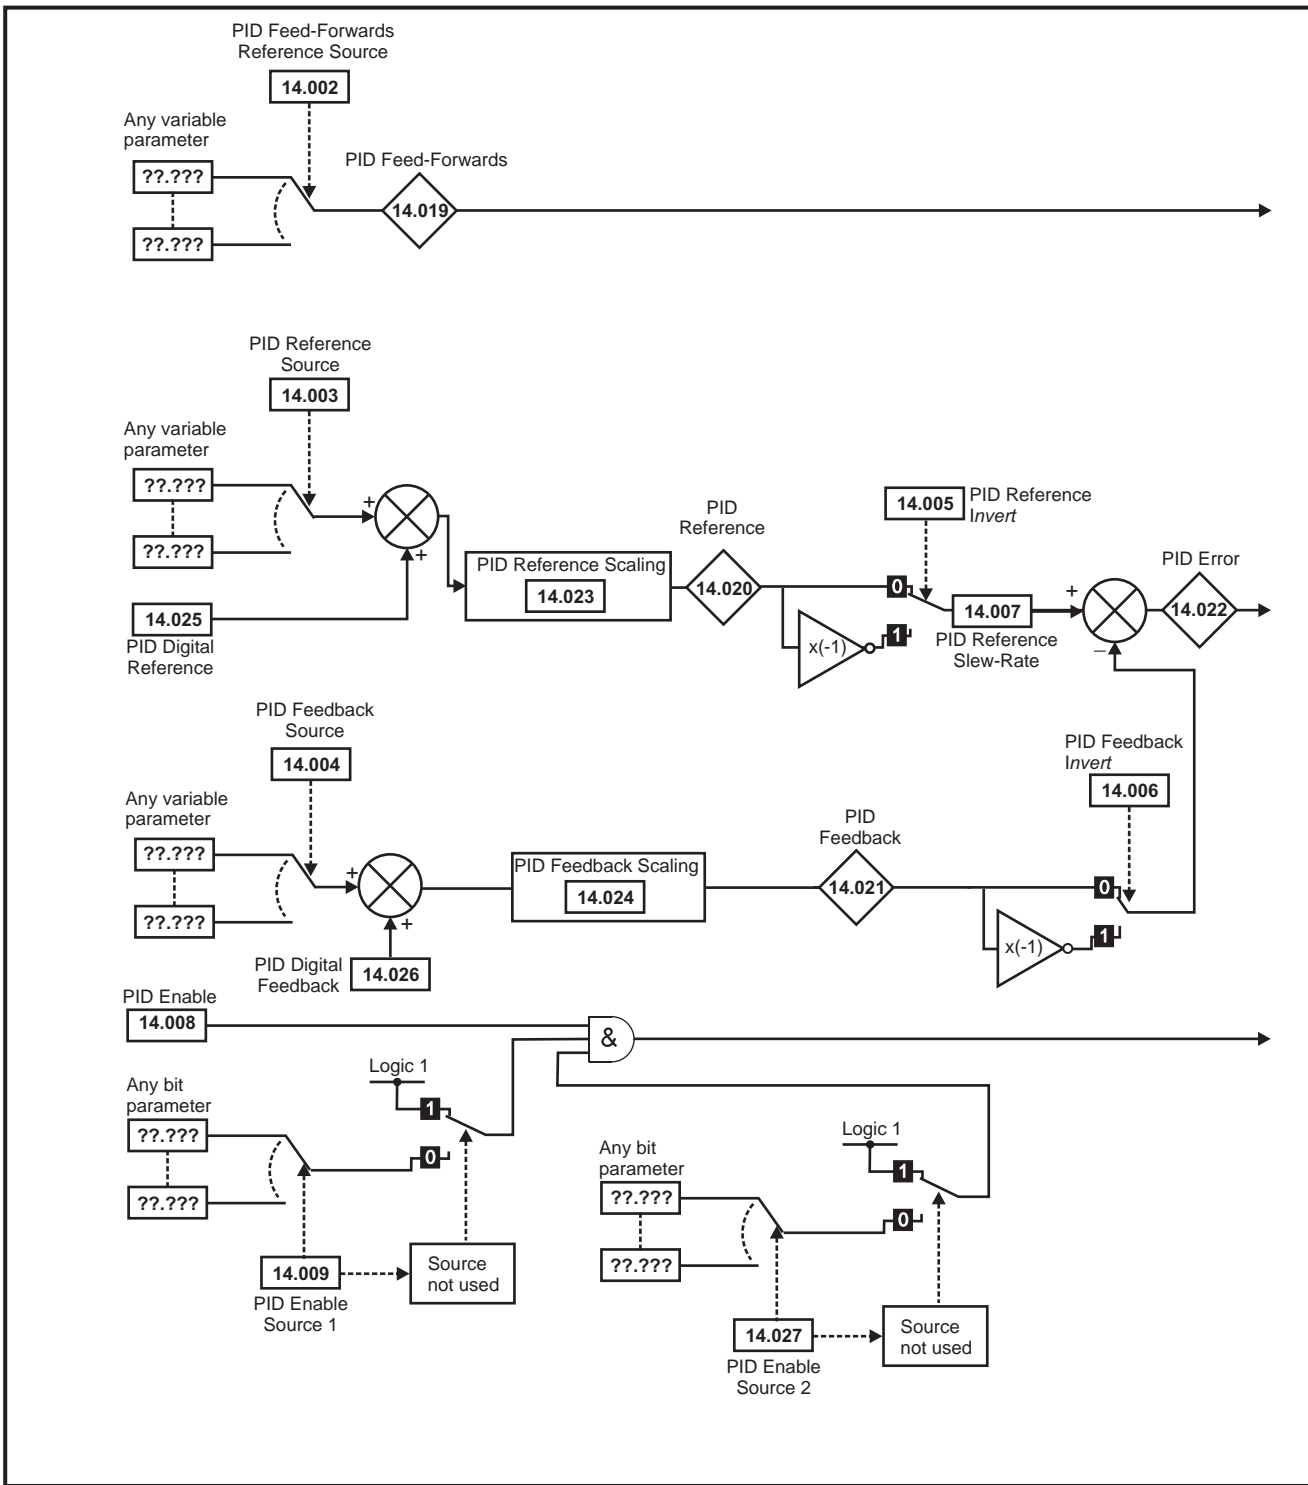 PID Feed-Forwards
Reference Source
14.002
Any variable
parameter
??.???
??.???
PID Feed-Forwards
14.019
PID Reference
Source
14.003
Any variable
parameter
??.???
??.???
+
+
14.025
PID Digital
Reference
PID Reference Scaling
14.023
PID
Reference
14.020
x(-1)
0
1
14.005
PID Reference
Invert
14.007
PID Reference
Slew-Rate
+
–
PID Error
14.022
PID Feedback
Source
14.004
Any variable
parameter
??.???
??.???
+
+
PID Digital
Feedback
14.026
PID Feedback Scaling
14.024
PID
Feedback
14.021
x(-1)
0
1
PID Feedback
Invert
14.006
PID Enable
14.008
&
Any bit
parameter
??.???
??.???
Logic 1
1
0
14.009
PID Enable
Source 1
Source
not used
Any bit
parameter
??.???
??.???
Logic 1
1
0
14.027
PID Enable
Source 2
Source
not used